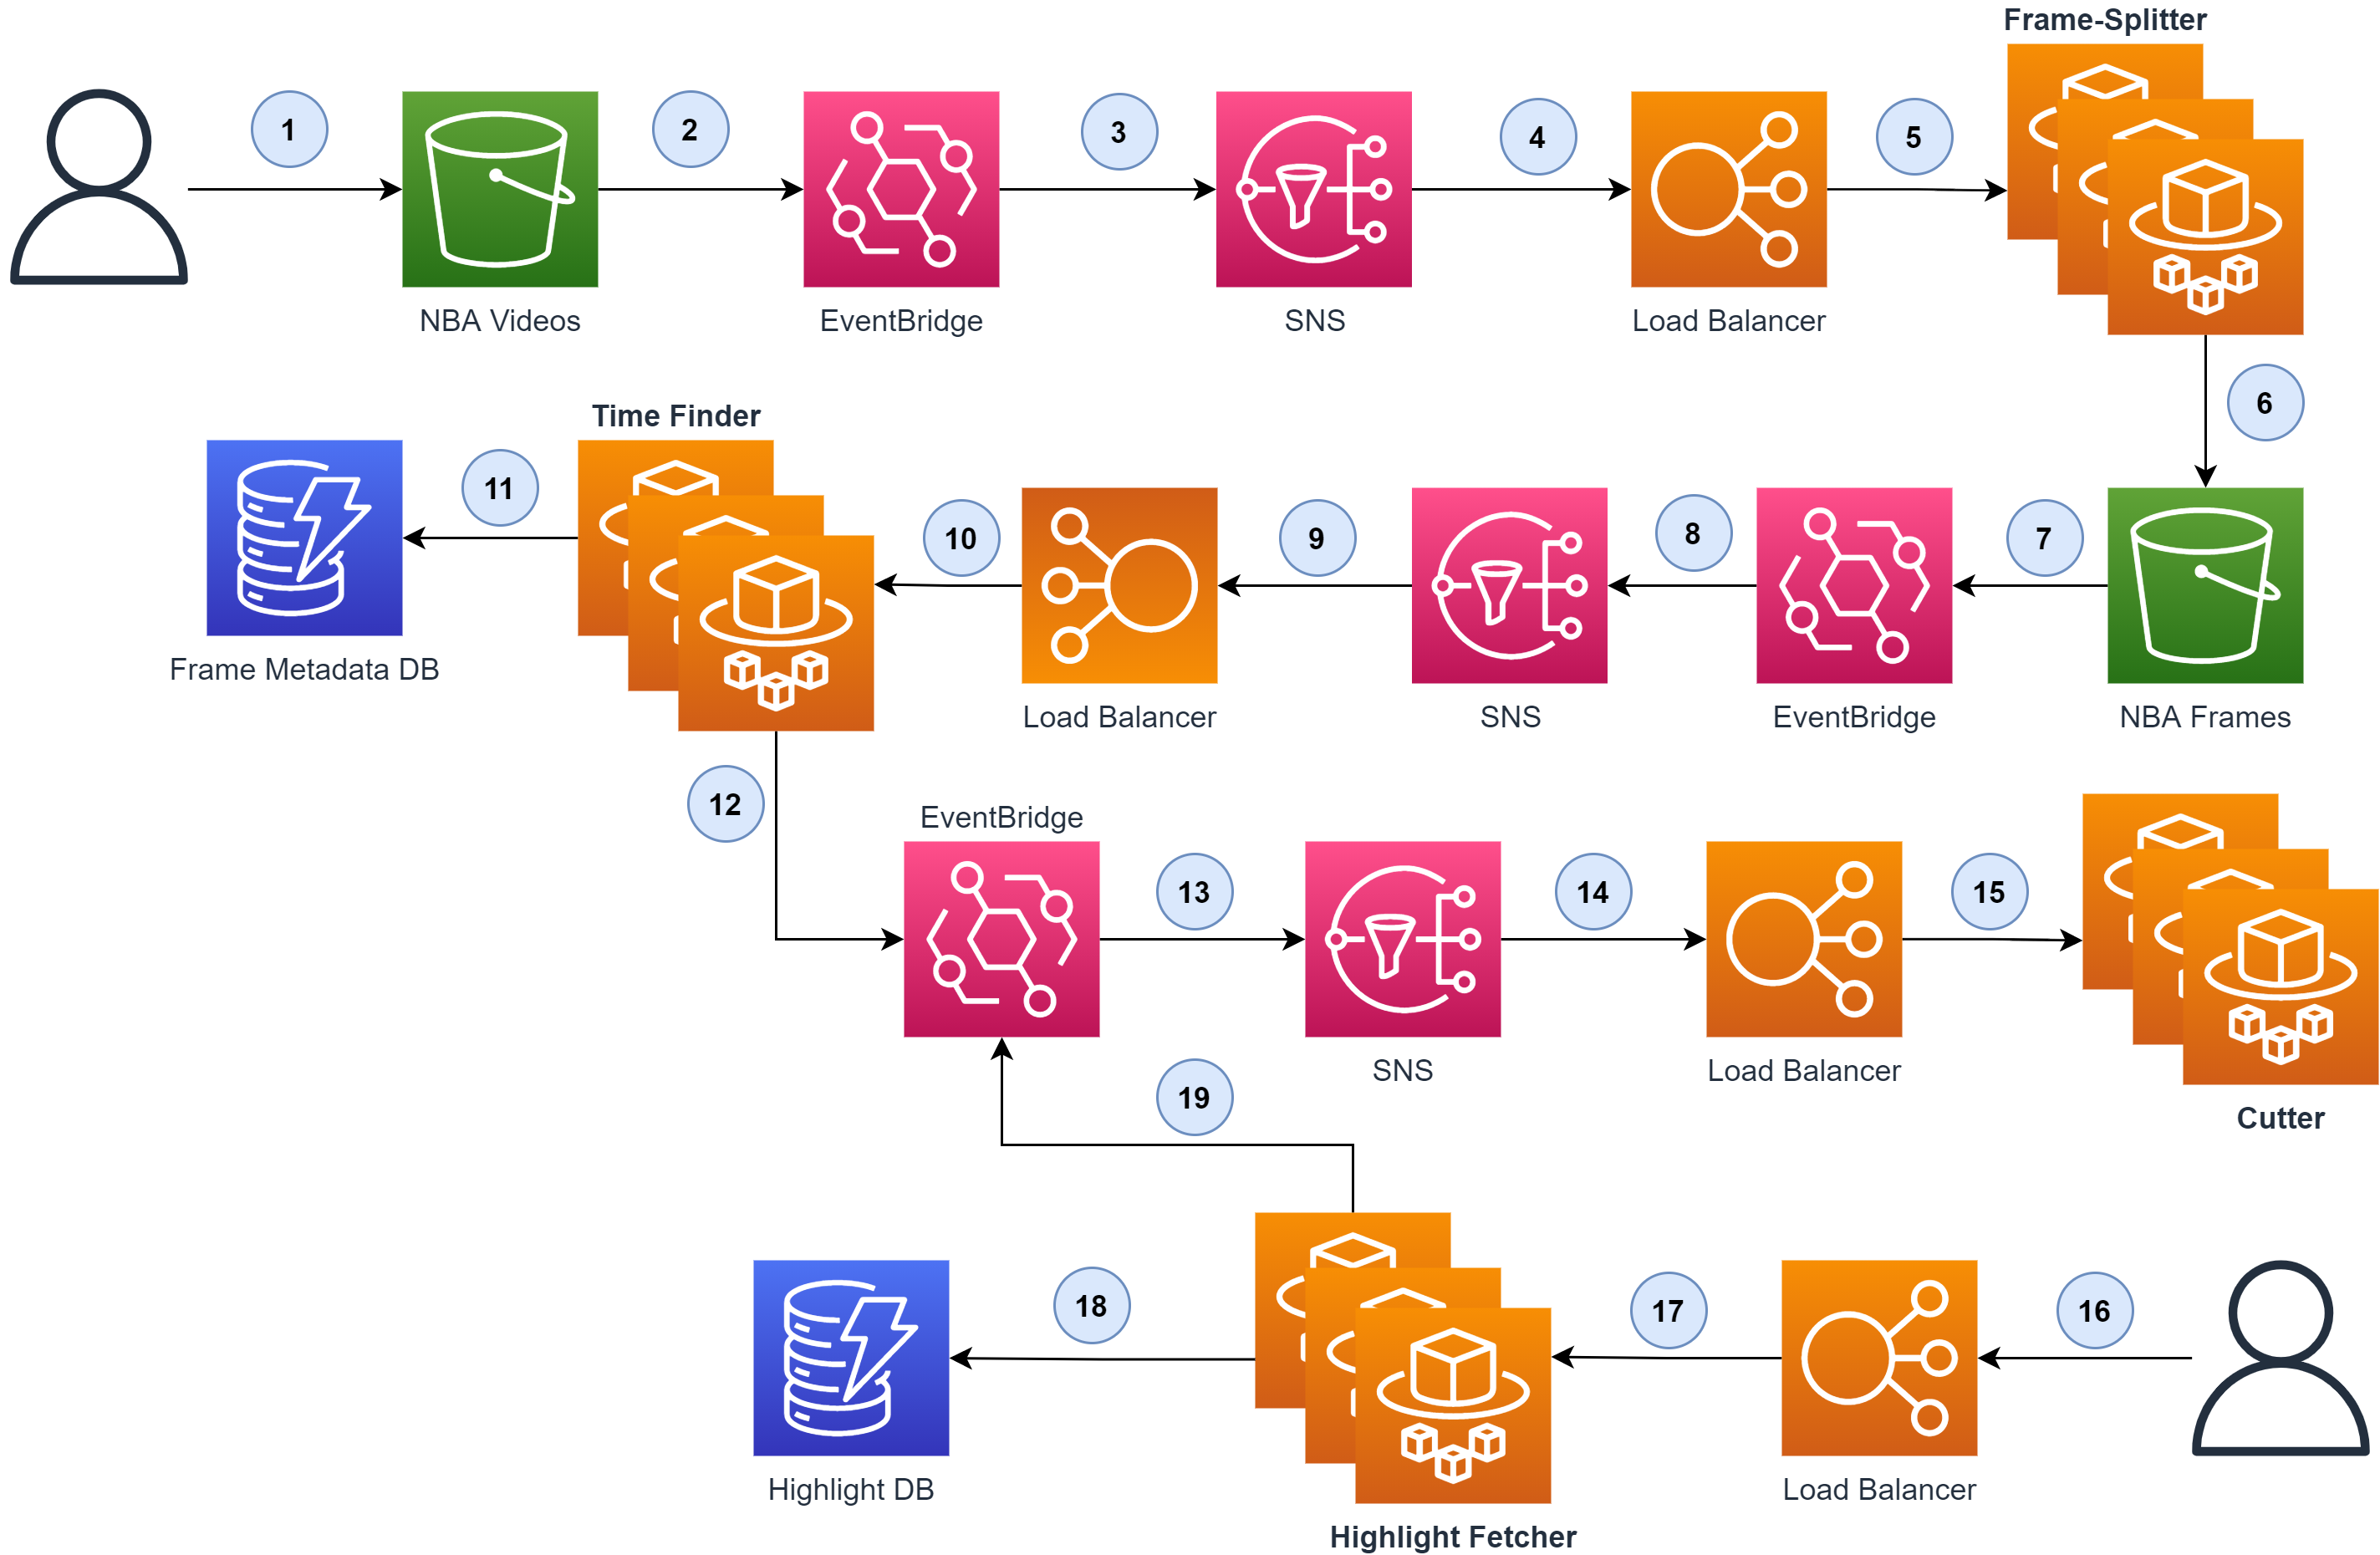 Frame-Splitter
1
2
3
4
5
NBA Videos
EventBridge
SNS
Load Balancer
6
Time Finder
11
10
9
8
7
Frame Metadata DB
Load Balancer
SNS
EventBridge
NBA Frames
12
EventBridge
13
14
15
SNS
Load Balancer
Cutter
19
18
17
16
Highlight DB
Load Balancer
Highlight Fetcher